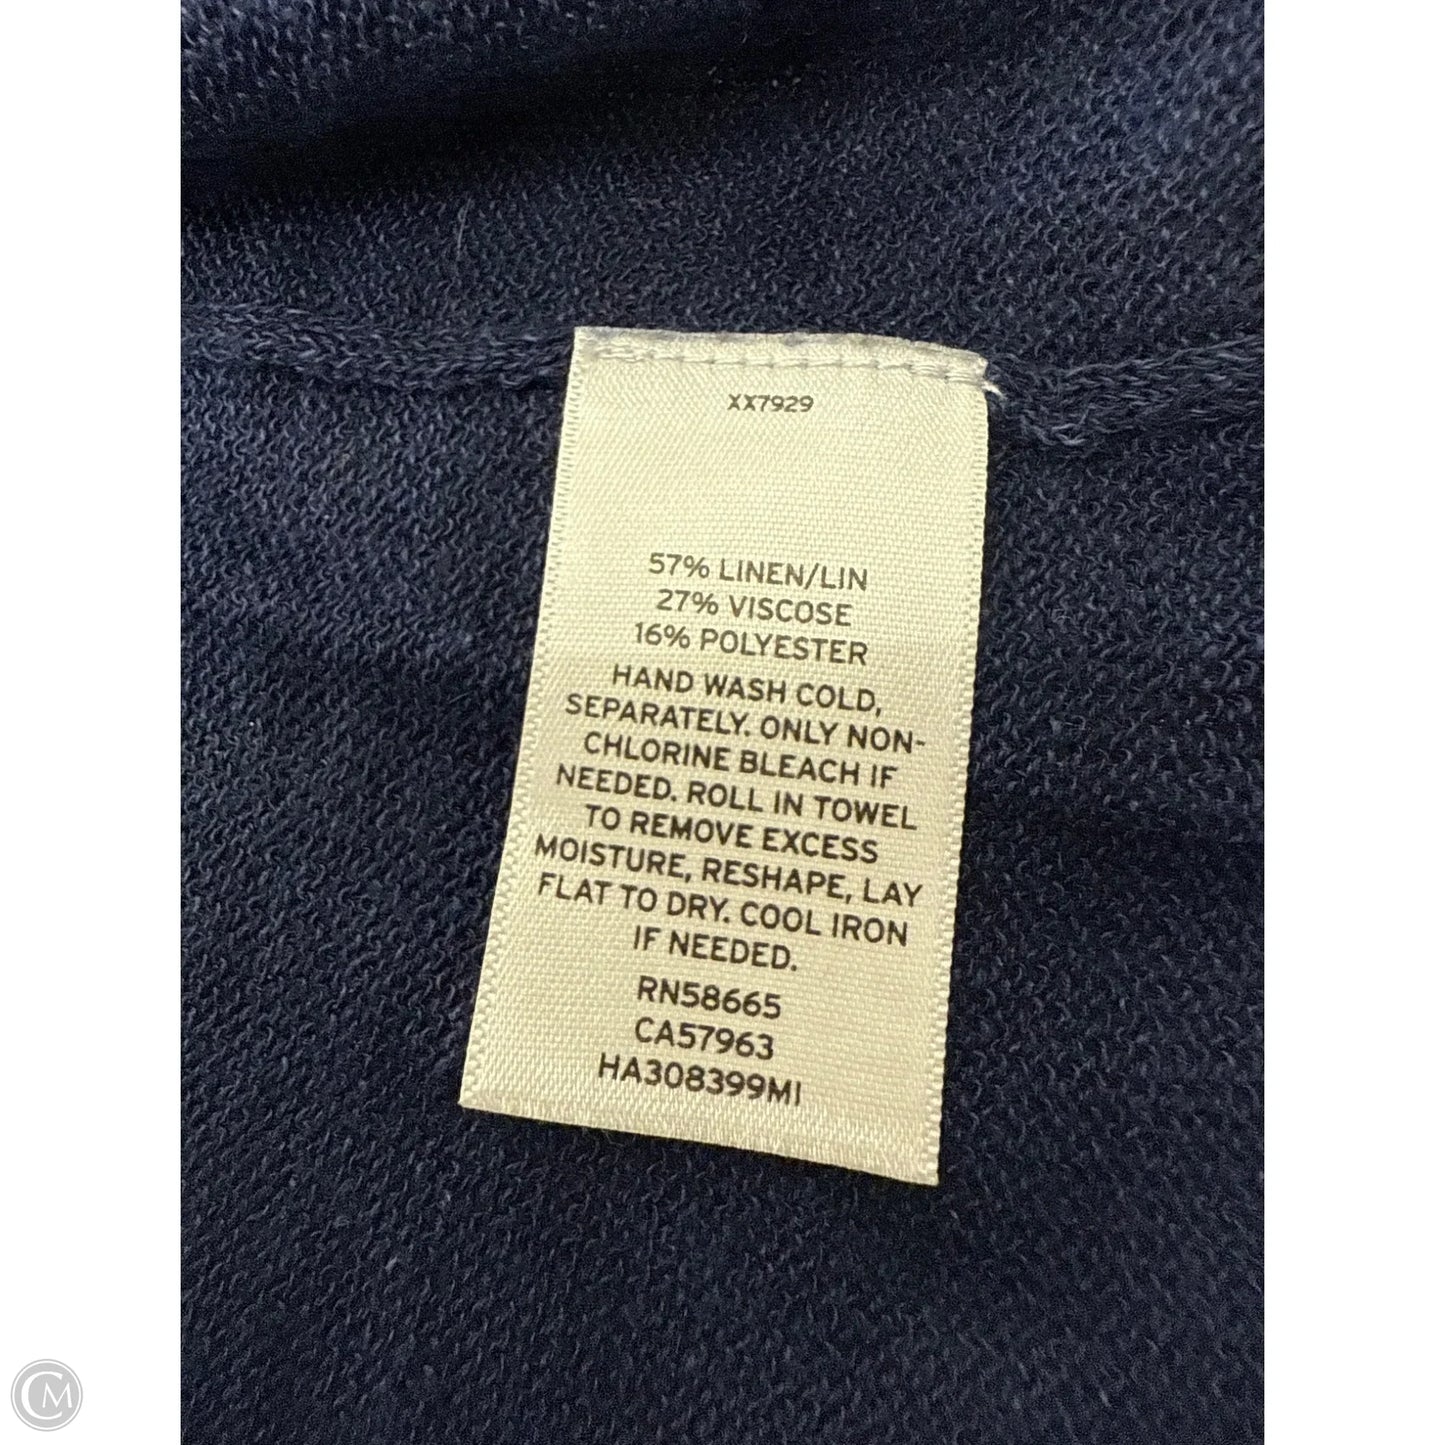 XX7929
57% LINEN/LIN
27% VISCOSE
16% POLYESTER
HAND WASH COLD,
SEPARATELY. ONLY NON-
CHLORINE BLEACH IF
NEEDED. ROLL IN TOWEL
TO REMOVE EXCESS
MOISTURE, RESHAPE, LAY
FLAT TO DRY. COOL IRON
IF NEEDED.
RN58665
CA57963
HA308399MI
CM